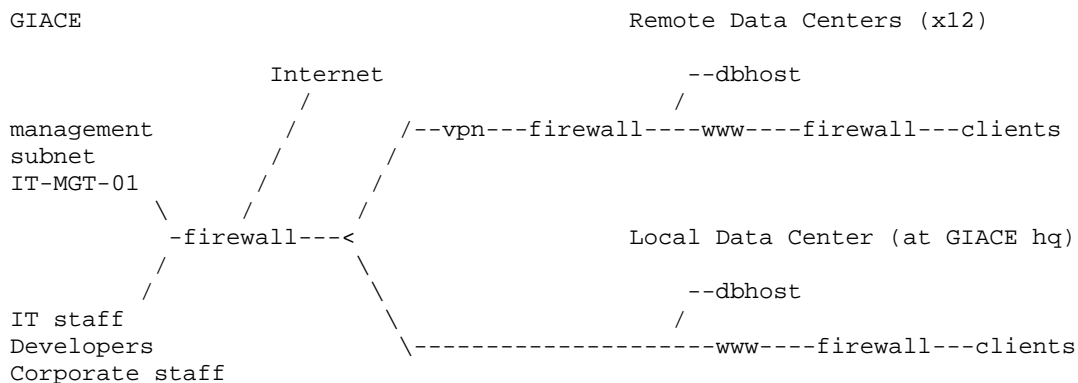 GIACE                                  Remote Data Centers (x12)
                 Internet                   --dbhost
                   /                       /
management        /      /--vpn---firewall----www----firewall---clients
subnet           /      /
IT-MGT-01       /      /
         \     /      /
          -firewall---<                 Local Data Center (at GIACE hq)
         /             \
        /               \                   --dbhost
IT staff                 \                 /
Developers                \-------------------www----firewall---clients
Corporate staff